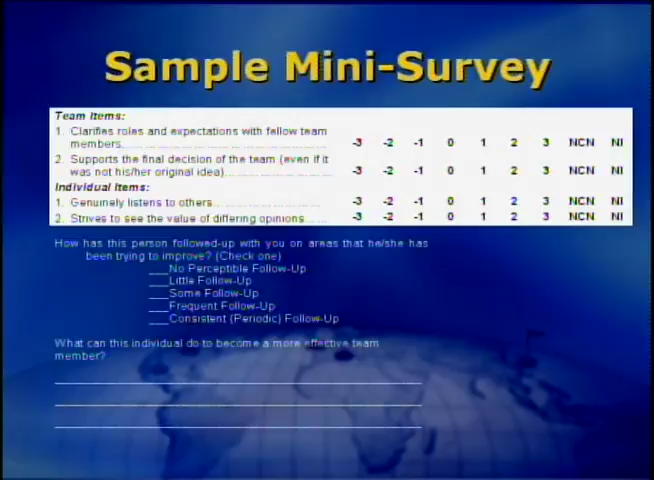 Sample Mini-Survey
Team Items:
1. Clarifies roles and expectations with fellow team
members........ -3 -2 -1 0 1 2 3 NCN NI
2. Supports the final decision of the team (even if it
was not his/her original idea)........ -3 -2 -1 0 1 2 3 NCN NI
Individual Items:
1. Genuinely listens to others........ -3 -2 -1 0 1 2 3 NCN NI
2. Strives to see the value of differing opinions...... -3 -2 -1 0 1 2 3 NCN NI
How has this person followed-up with you on areas that he/she has
been trying to improve? (Check one)
___No Perceptible Follow-Up
___Little Follow-Up
___Some Follow-Up
___Frequent Follow-Up
___Consistent (Periodic) Follow-Up
What can this individual do to become a more effective team
member?